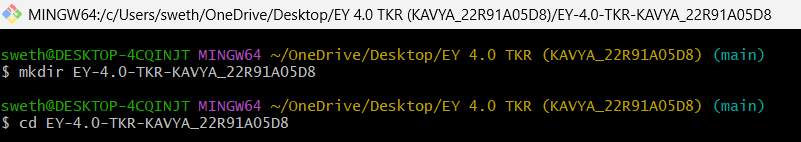 MINGW64:/c/Users/sweth/OneDrive/Desktop/EY 4.0 TKR (KAVYA_22R91A05D8)/EY-4.0-TKR-KAVYA_22R91A05D8
sweth@DESKTOP-4CQINJT MINGW64 ~/OneDrive/Desktop/EY 4.0 TKR (KAVYA_22R91A05D8) (main)
$ mkdir EY-4.0-TKR-KAVYA_22R91A05D8
sweth@DESKTOP-4CQINJT MINGW64 ~/OneDrive/Desktop/EY 4.0 TKR (KAVYA_22R91A05D8) (main)
$ cd EY-4.0-TKR-KAVYA_22R91A05D8